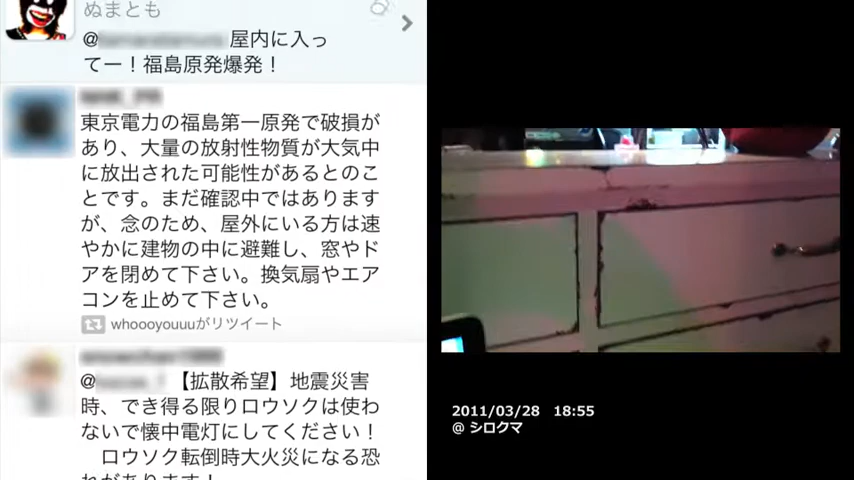 ぬまとも
@ 屋内に入っ
てー！福島原発爆発！
東京電力の福島第一原発で破損が
あり、大量の放射性物質が大気中
に放出された可能性があるとのこ
とです。まだ確認中ではあります
が、念のため、屋外にいる方は速
やかに建物の中に避難し、窓やド
アを閉めて下さい。換気扇やエア
コンを止めて下さい。
whoooyouuuがリツイート
@ 【拡散希望】地震災害
時、でき得る限りロウソクは使わ
ないで懐中電灯にしてください！
ロウソク転倒時大火災になる恐
れがあります！
2011/03/28 18:55
@ シロクマ